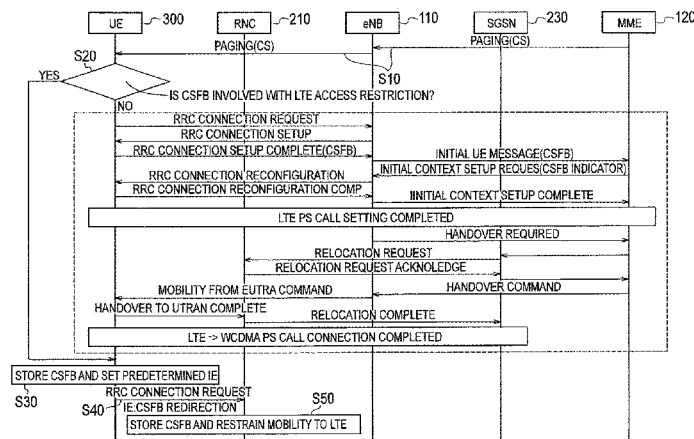 UE 300 RNC 210 eNB 110 SGSN 230 MME 120
PAGING(CS) PAGING(CS)
S10
S20
YES
IS CSFB INVOLVED WITH LTE ACCESS RESTRICTION?
NO
RRC CONNECTION REQUEST
RRC CONNECTION SETUP
RRC CONNECTION SETUP COMPLETE(CSFB)
INITIAL UE MESSAGE(CSFB)
RRC CONNECTION RECONFIGURATION
INITIAL CONTEXT SETUP REQUES(CSFB INDICATOR)
RRC CONNECTION RECONFIGURATION COMP
IINITIAL CONTEXT SETUP COMPLETE
LTE PS CALL SETTING COMPLETED
HANDOVER REQUIRED
RELOCATION REQUEST
RELOCATION REQUEST ACKNOLEDGE
MOBILITY FROM EUTRA COMMAND
HANDOVER COMMAND
HANDOVER TO UTRAN COMPLETE
RELOCATION COMPLETE
LTE -> WCDMA PS CALL CONNECTION COMPLETED
STORE CSFB AND SET PREDETERMINED IE
S30
RRC CONNECTION REQUEST
S40
IE:CSFB REDIRECTION
S50
STORE CSFB AND RESTRAIN MOBILITY TO LTE